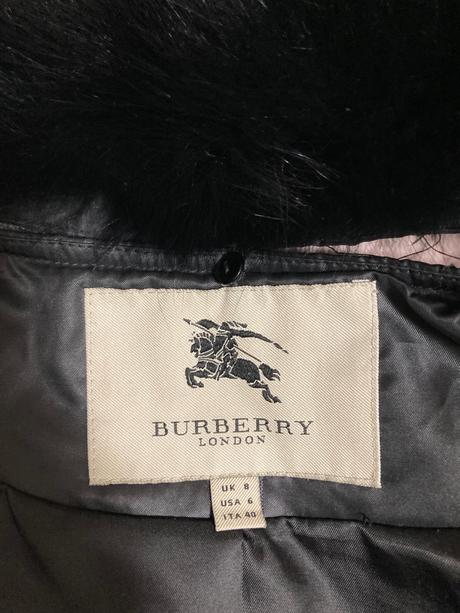 BURBERRY
LONDON
UK 8
USA 6
ITA 40